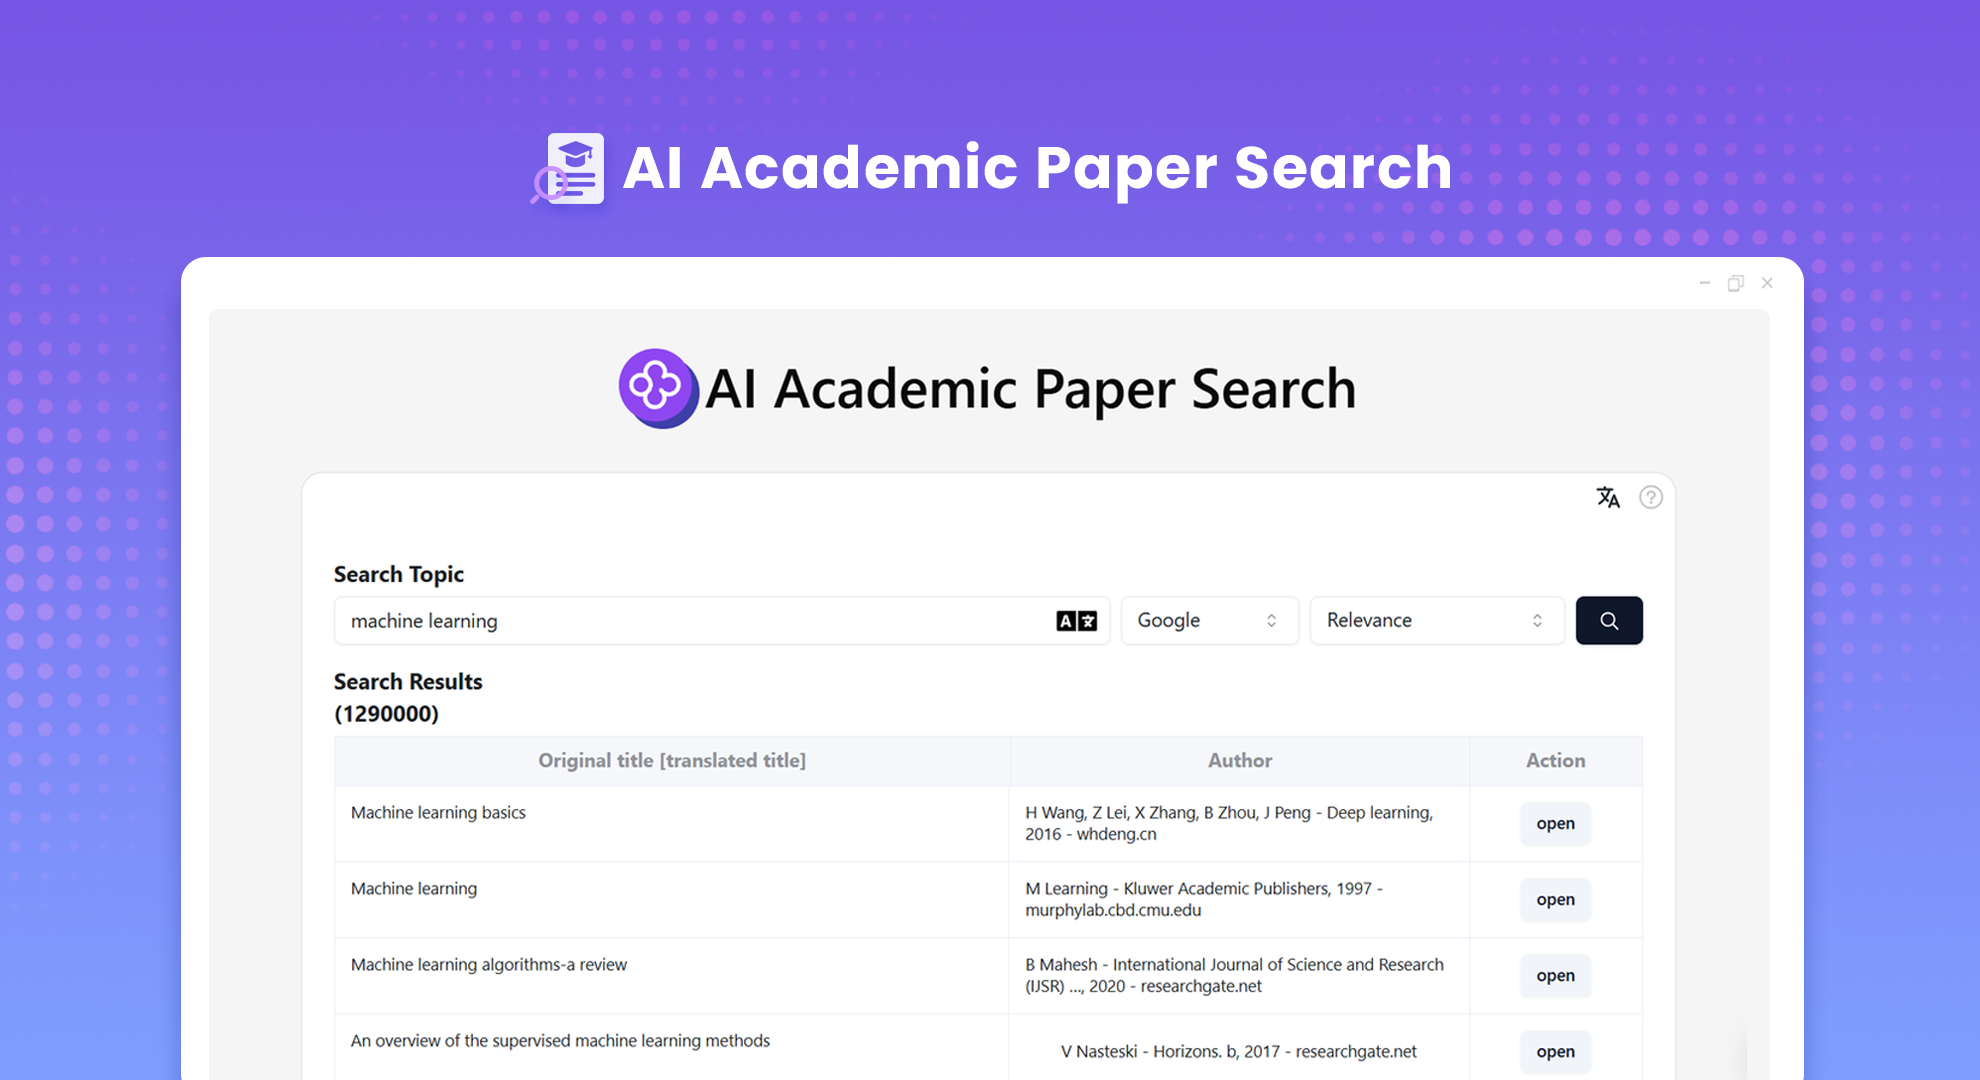 AI Academic Paper Search
AI Academic Paper Search
文A
?
Search Topic
machine learning
A文
Google
Relevance
Search Results
(1290000)
Original title [translated title]
Author
Action
Machine learning basics
H Wang, Z Lei, X Zhang, B Zhou, J Peng - Deep learning,
2016 - whdeng.cn
open
Machine learning
M Learning - Kluwer Academic Publishers, 1997 -
murphylab.cbd.cmu.edu
open
Machine learning algorithms-a review
B Mahesh - International Journal of Science and Research
(IJSR) ..., 2020 - researchgate.net
open
An overview of the supervised machine learning methods
V Nasteski - Horizons. b, 2017 - researchgate.net
open